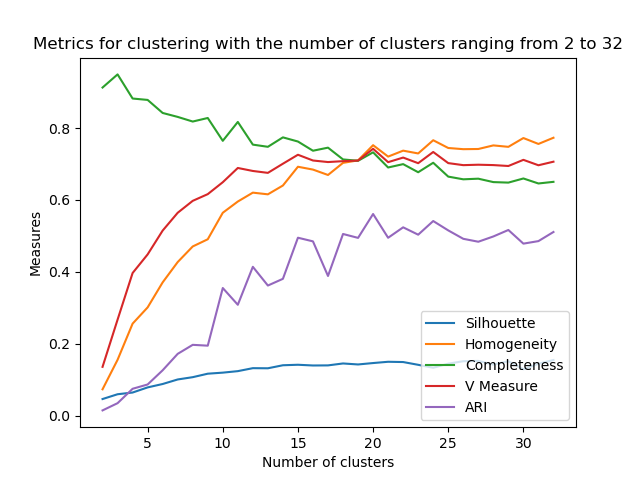 Metrics for clustering with the number of clusters ranging from 2 to 32
Measures
0.8
0.6
0.4
0.2
0.0
Silhouette
Homogeneity
Completeness
V Measure
ARI
5 10 15 20 25 30
Number of clusters